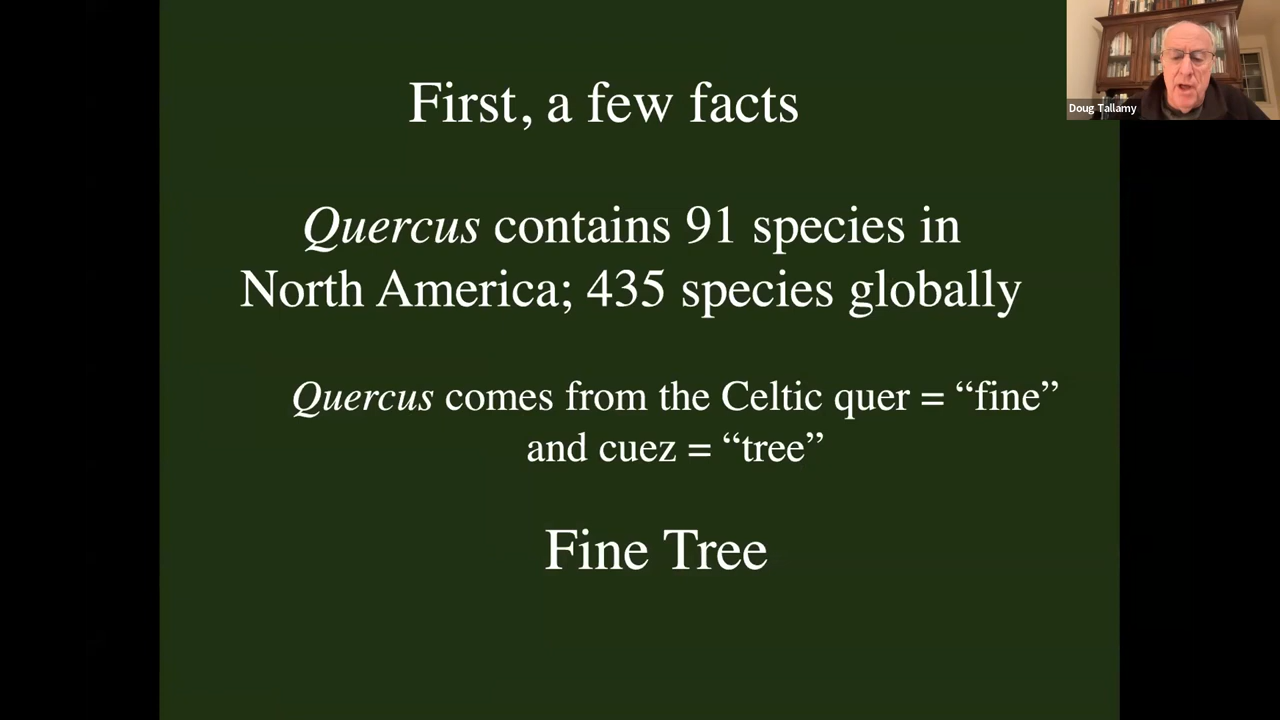 First, a few facts
Doug Tallamy
Quercus contains 91 species in
North America; 435 species globally
Quercus comes from the Celtic quer = “fine”
and cuez = “tree”
Fine Tree